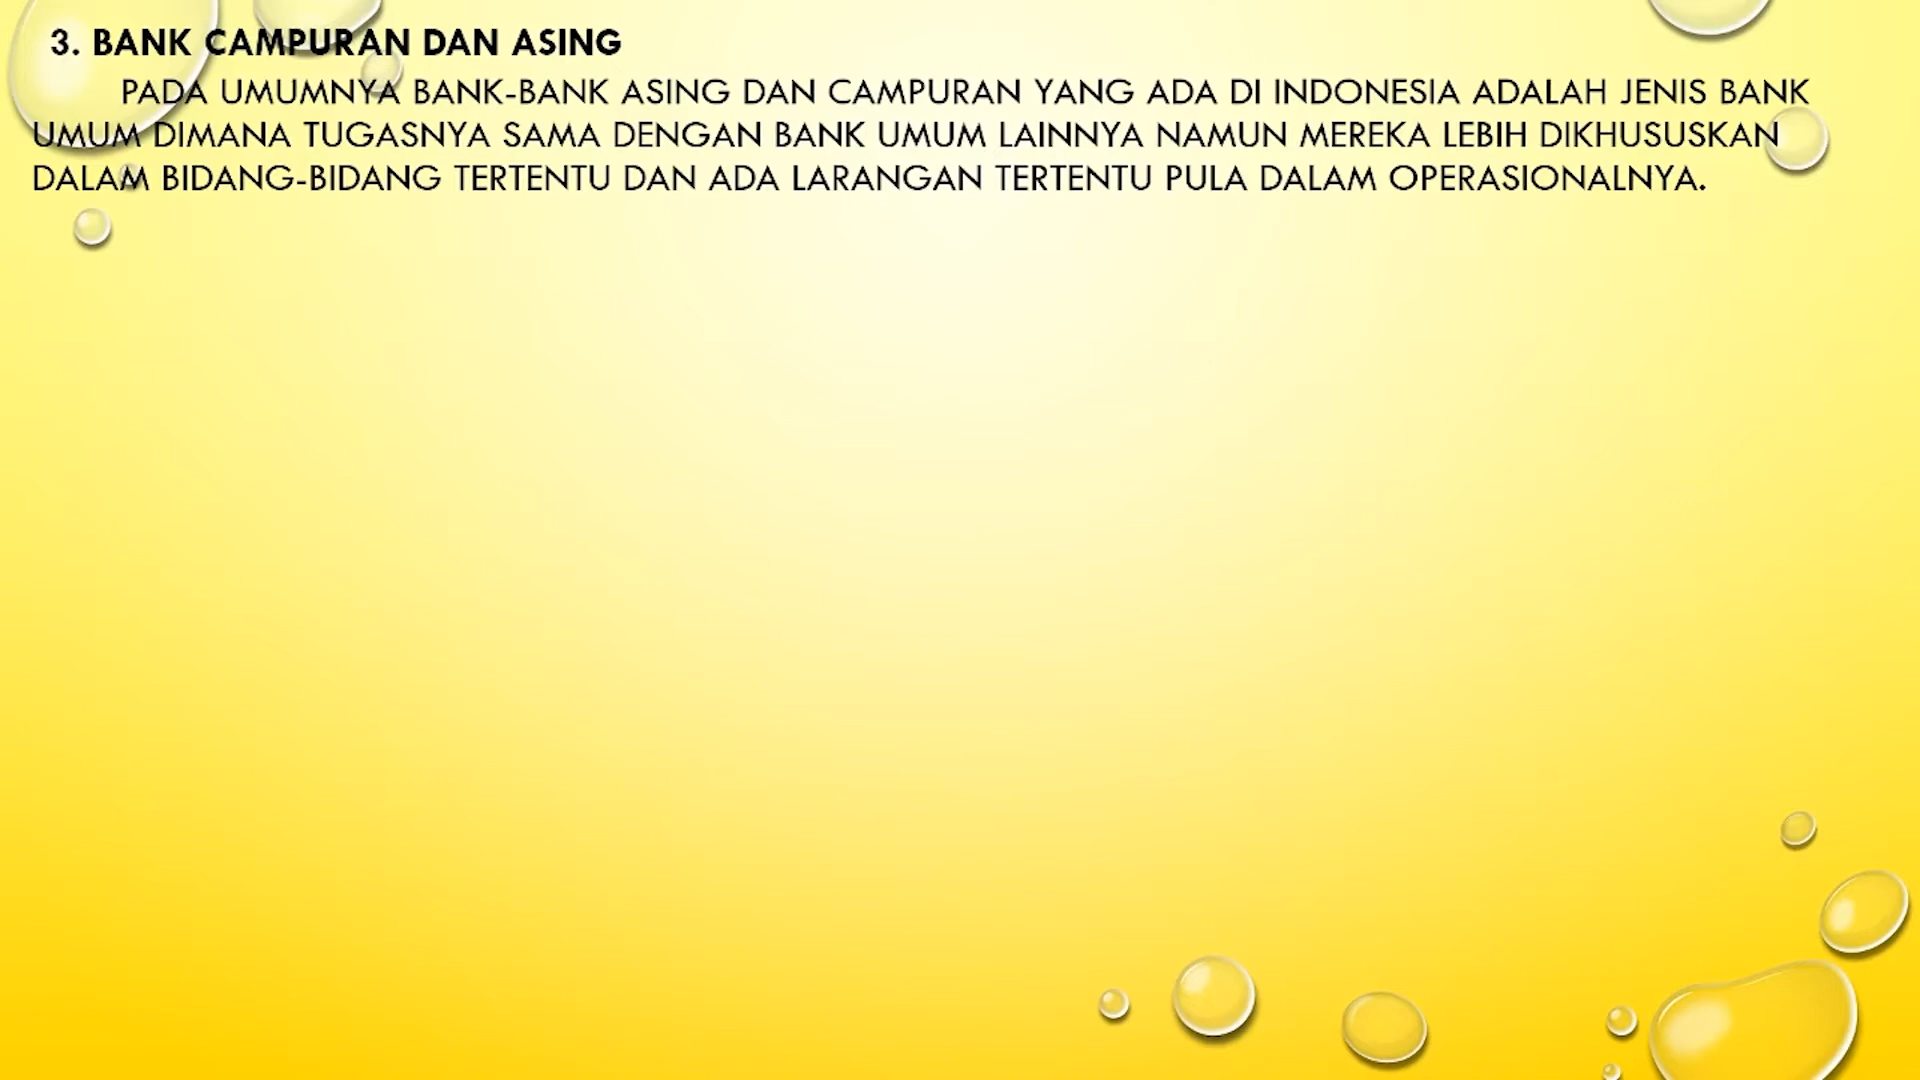 3. BANK CAMPURAN DAN ASING
PADA UMUMNYA BANK-BANK ASING DAN CAMPURAN YANG ADA DI INDONESIA ADALAH JENIS BANK
UMUM DIMANA TUGASNYA SAMA DENGAN BANK UMUM LAINNYA NAMUN MEREKA LEBIH DIKHUSUSKAN
DALAM BIDANG-BIDANG TERTENTU DAN ADA LARANGAN TERTENTU PULA DALAM OPERASIONALNYA.